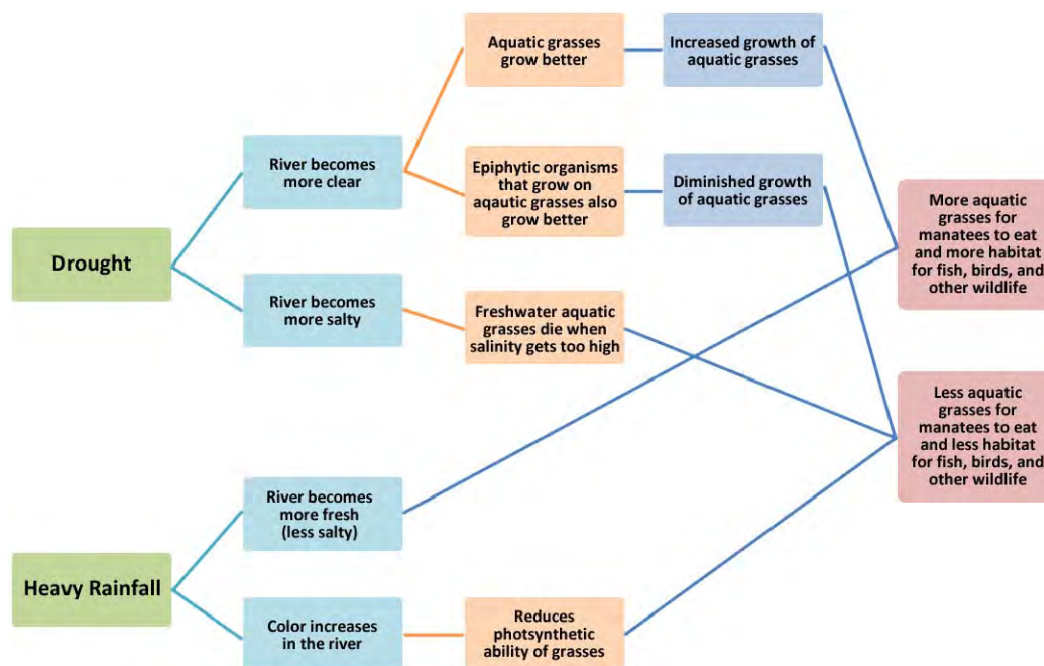 Drought
River becomes
more clear
Aquatic grasses
grow better
Increased growth of
aquatic grasses
Epiphytic organisms
that grow on
aqautic grasses also
grow better
Diminished growth
of aquatic grasses
River becomes
more salty
Freshwater aquatic
grasses die when
salinity gets too high
More aquatic
grasses for
manatees to eat
and more habitat
for fish, birds, and
other wildlife
Less aquatic
grasses for
manatees to eat
and less habitat
for fish, birds, and
other wildlife
Heavy Rainfall
River becomes
more fresh
(less salty)
Color increases
in the river
Reduces
photsynthetic
ability of grasses